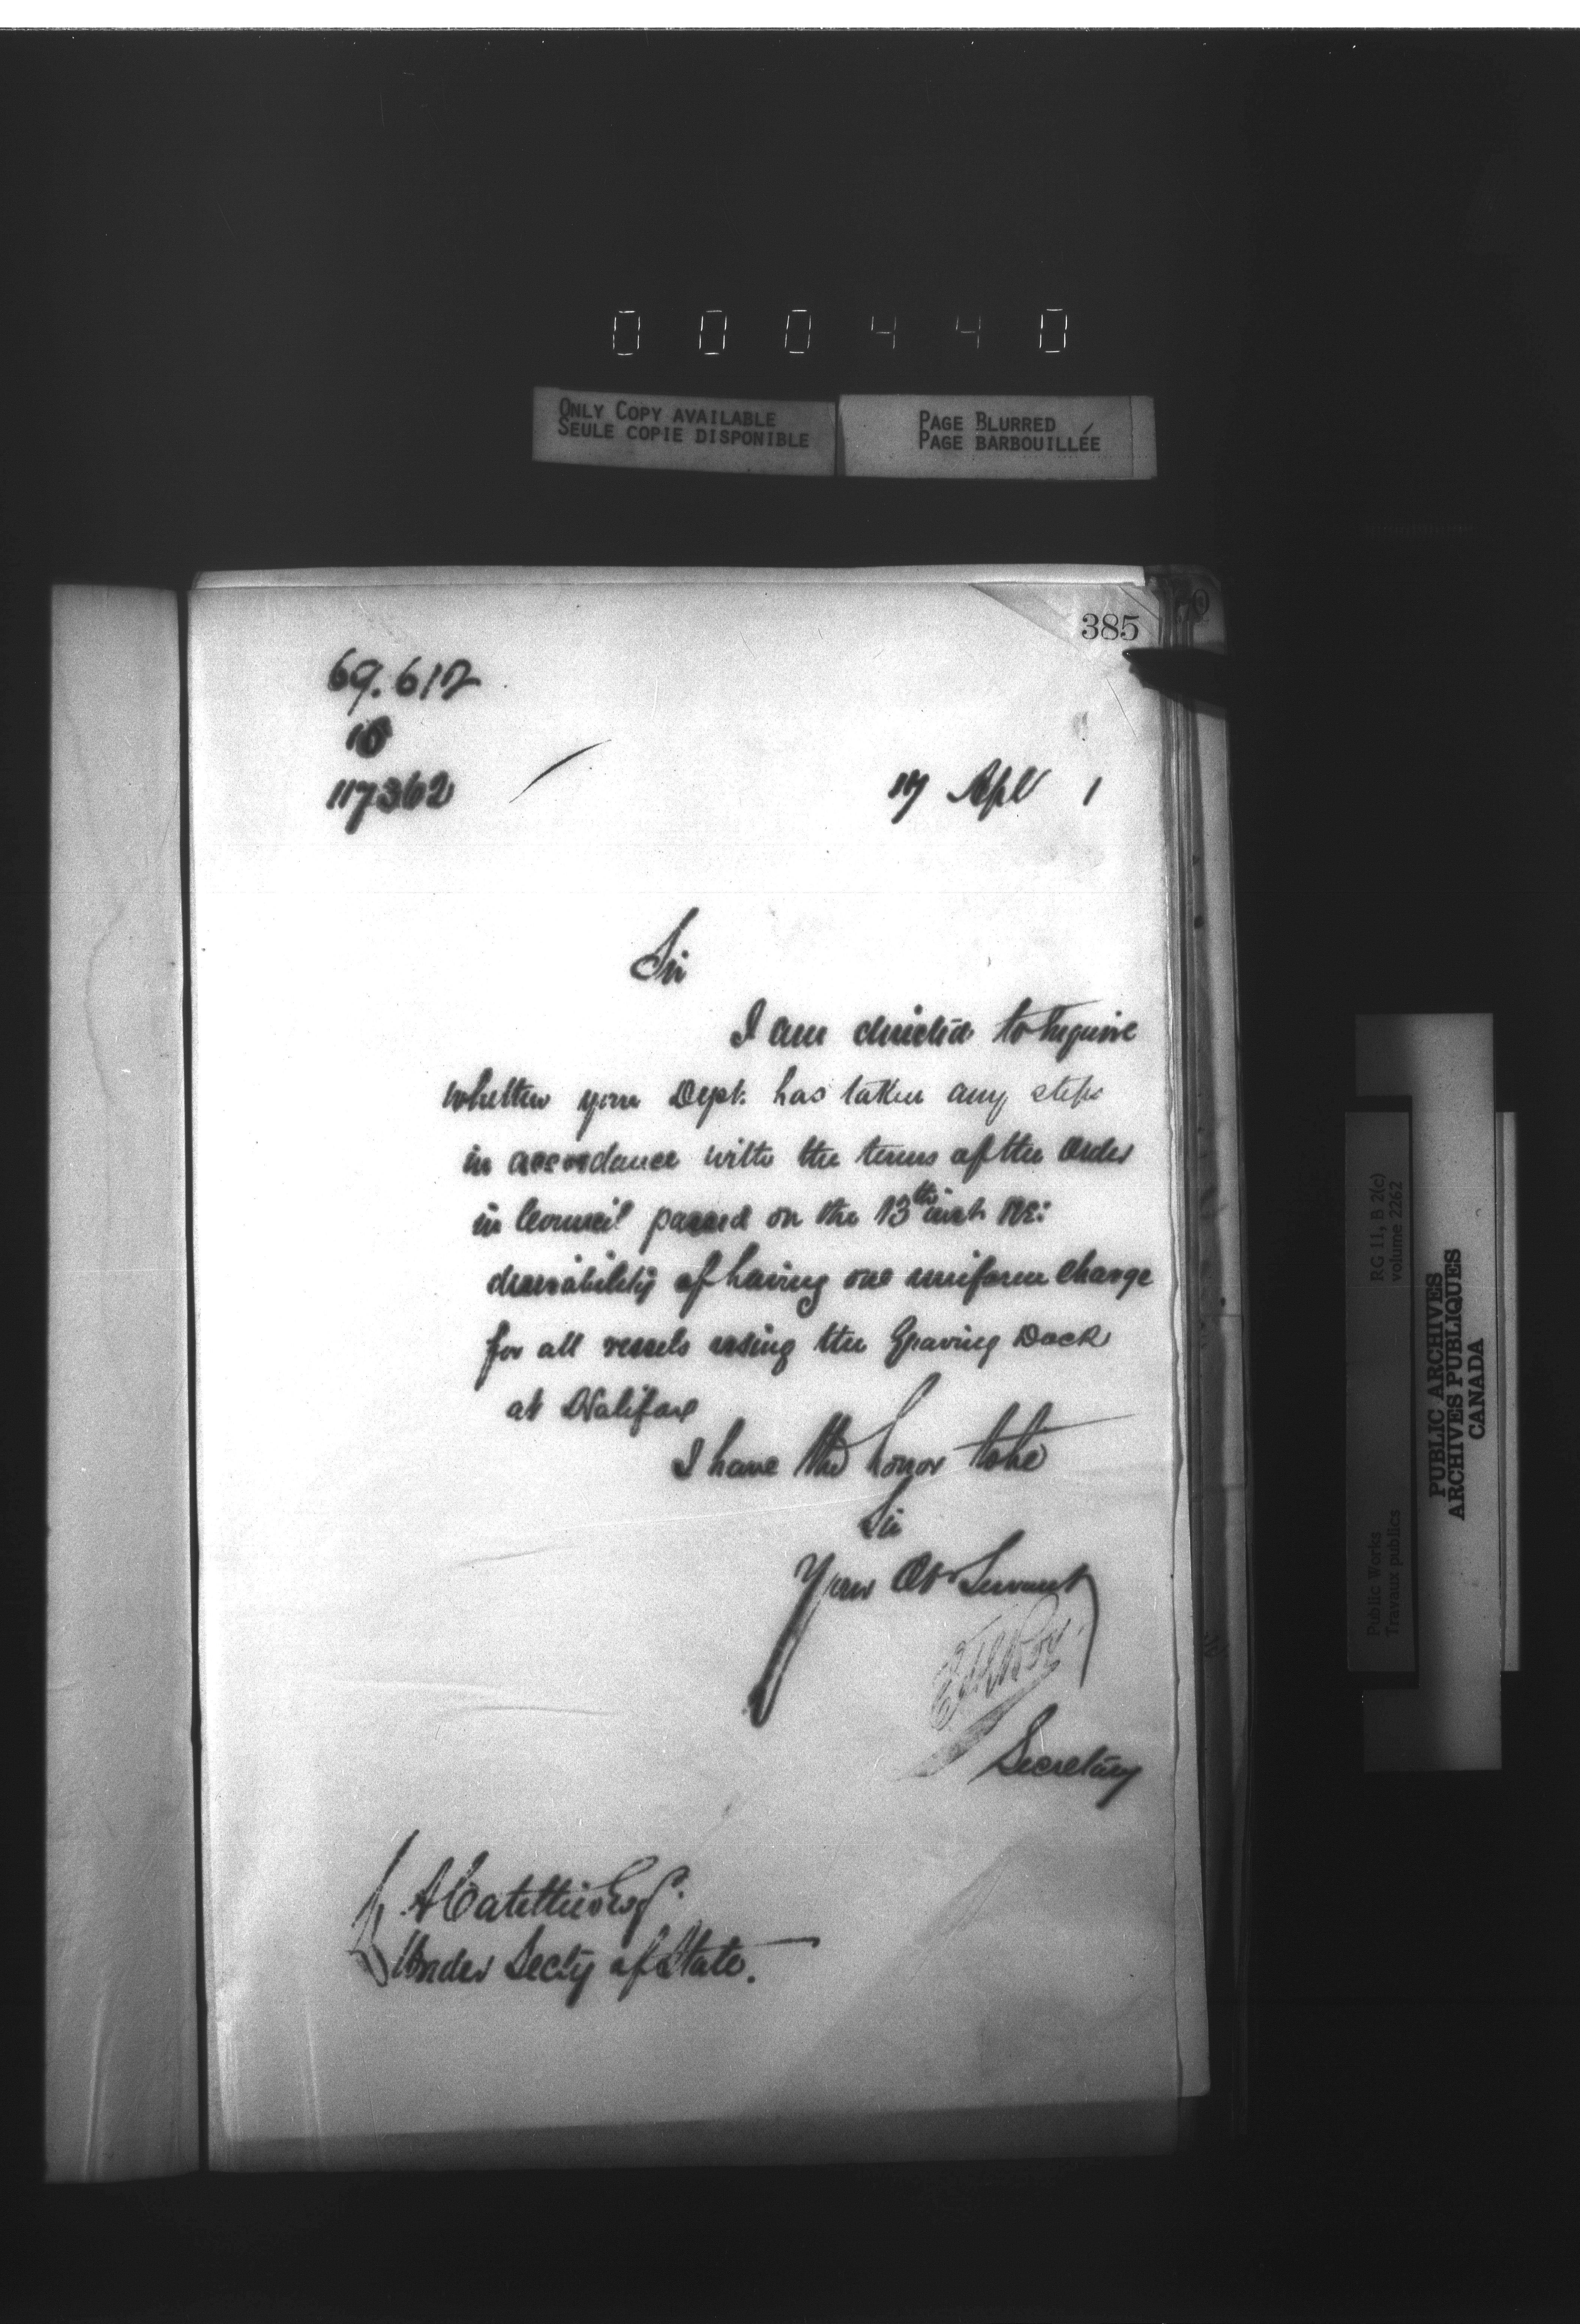 000440
ONLY COPY AVAILABLE
SEULE COPIE DISPONIBLE
PAGE BLURRED
PAGE BARBOUILLÉE
385
69.612
117362
17 Apl 1
Sir
I am directed to Inquire
whether your Dept. has taken any steps
in accordance with the terms of the Order
in Council passed on the 13th inst. re:
desirability of having one uniform charge
for all vessels using the Graving Dock
at Halifax
I have the honor to be
Sir
Your Obt Servant
E.F.E. Roy.
Secretary
A Catellier Esq.
Under Secty of State.
Public Works
Travaux publics
RG 11, B 2(c)
volume 2262
PUBLIC ARCHIVES
ARCHIVES PUBLIQUES
CANADA